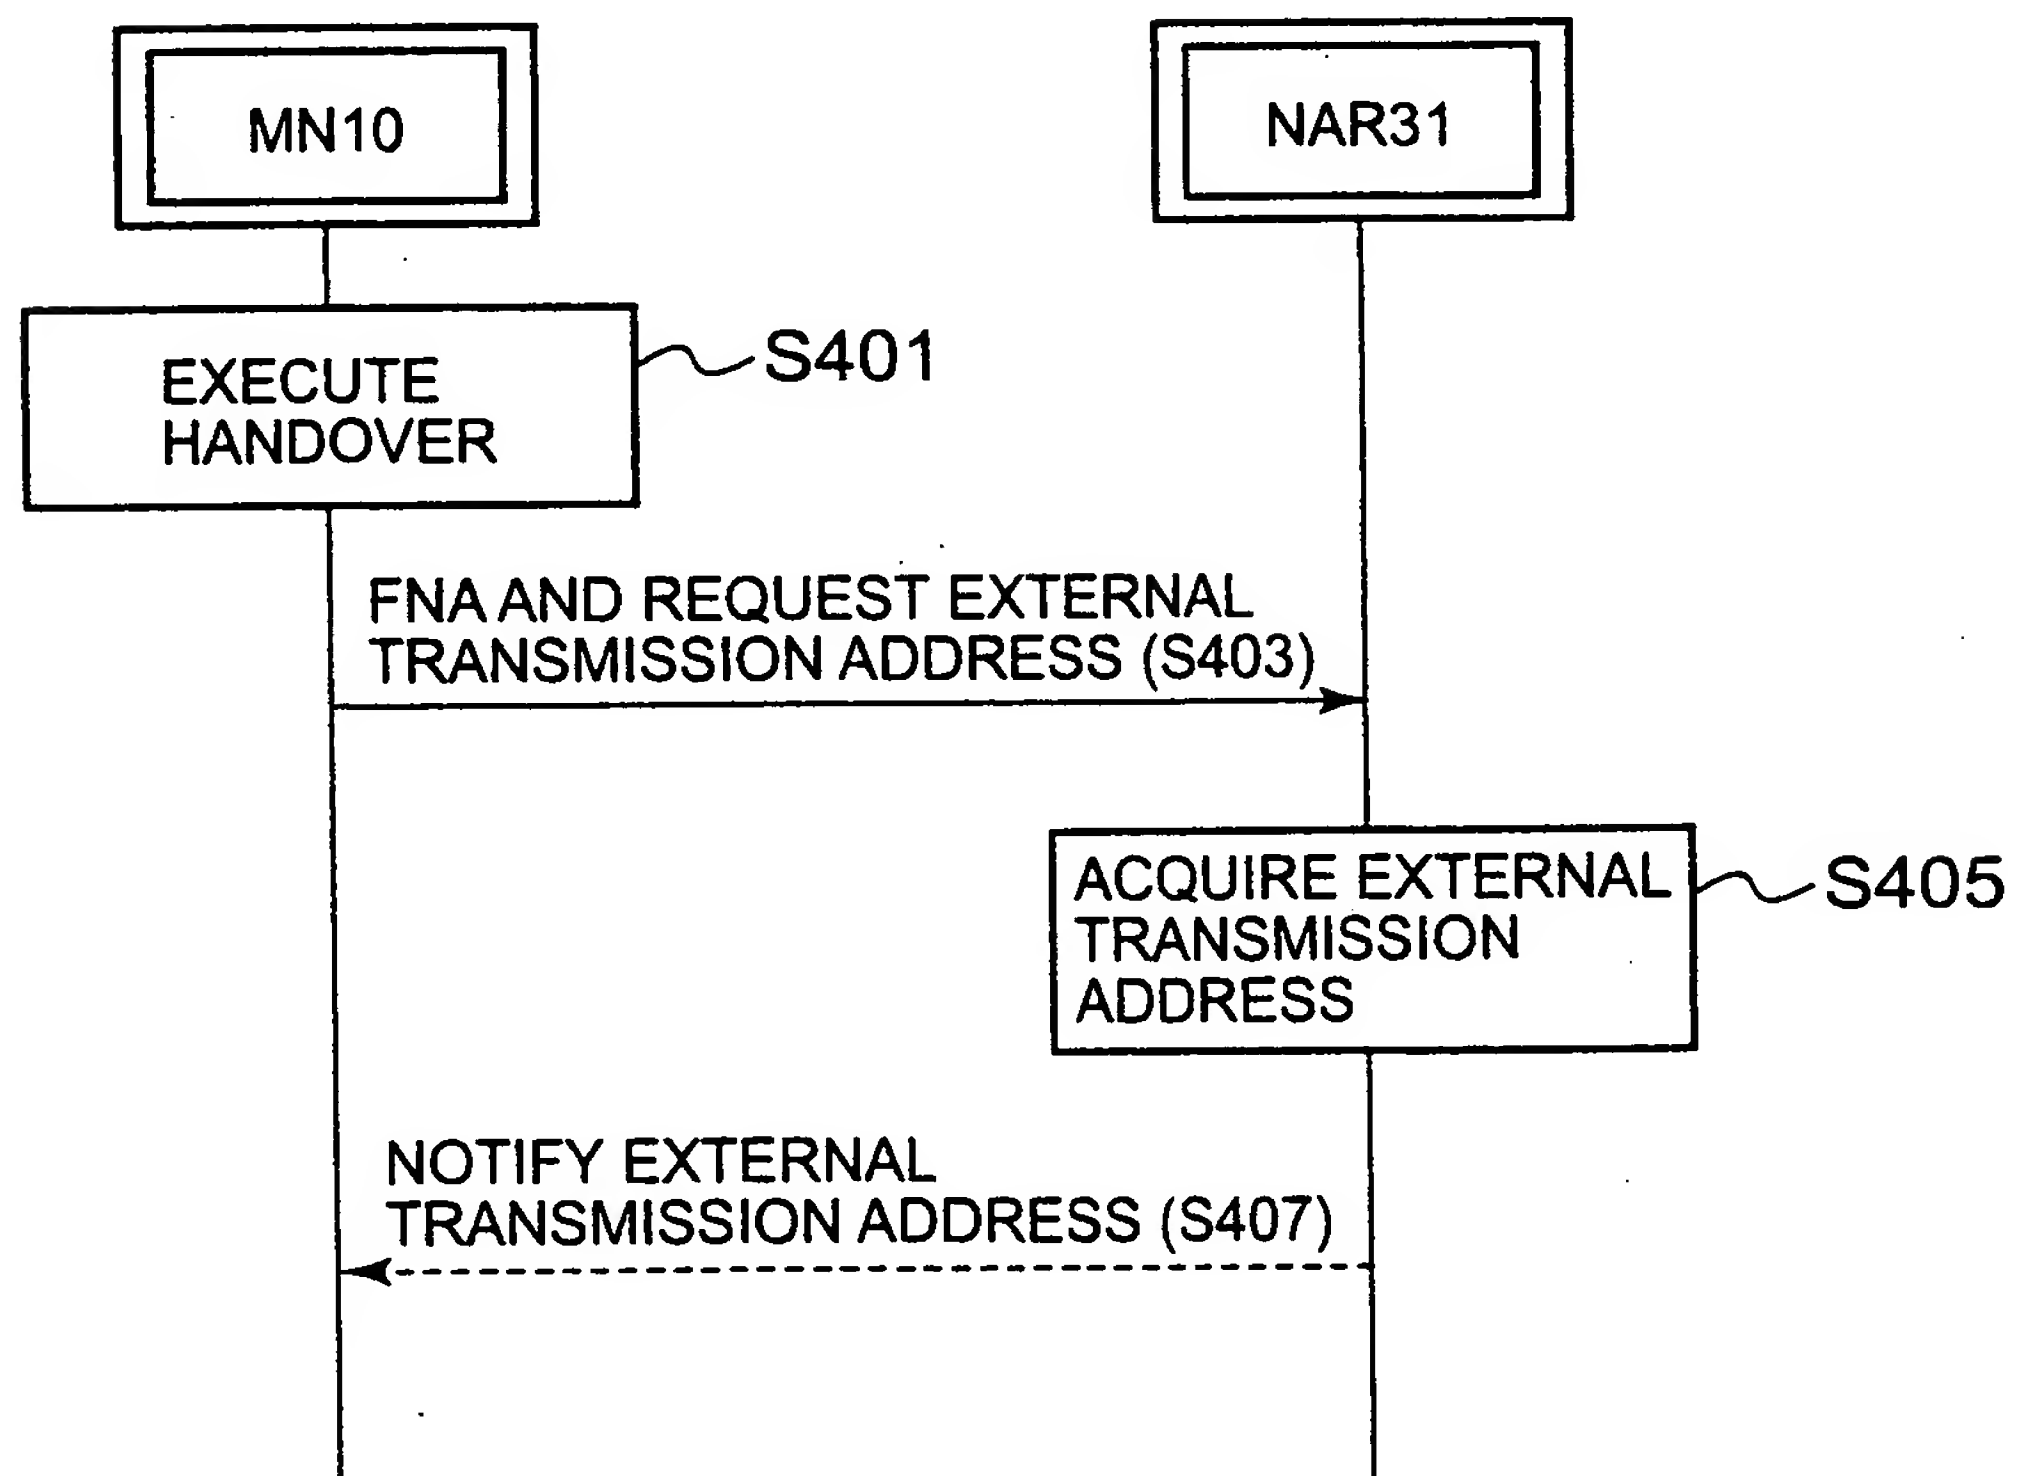 MN10
NAR31
EXECUTE
HANDOVER
S401
FNA AND REQUEST EXTERNAL
TRANSMISSION ADDRESS (S403)
ACQUIRE EXTERNAL
TRANSMISSION
ADDRESS
S405
NOTIFY EXTERNAL
TRANSMISSION ADDRESS (S407)